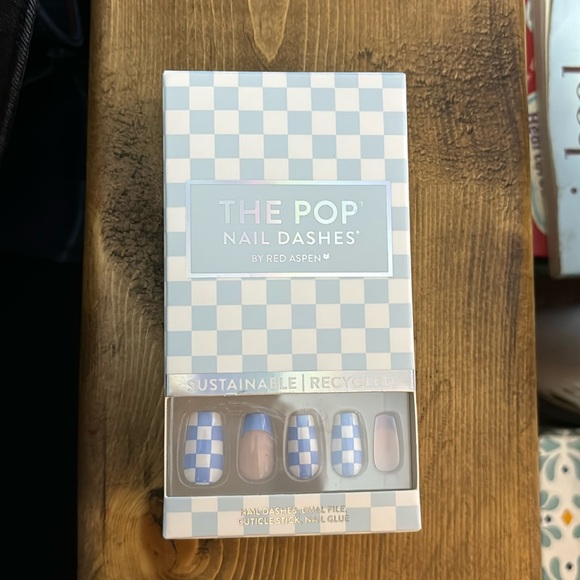 THE POP
NAIL DASHES®
BY RED ASPEN
SUSTAINABLE | RECYCLED
NAIL DASHES, NAIL FILE,
CUTICLE STICK, NAIL GLUE